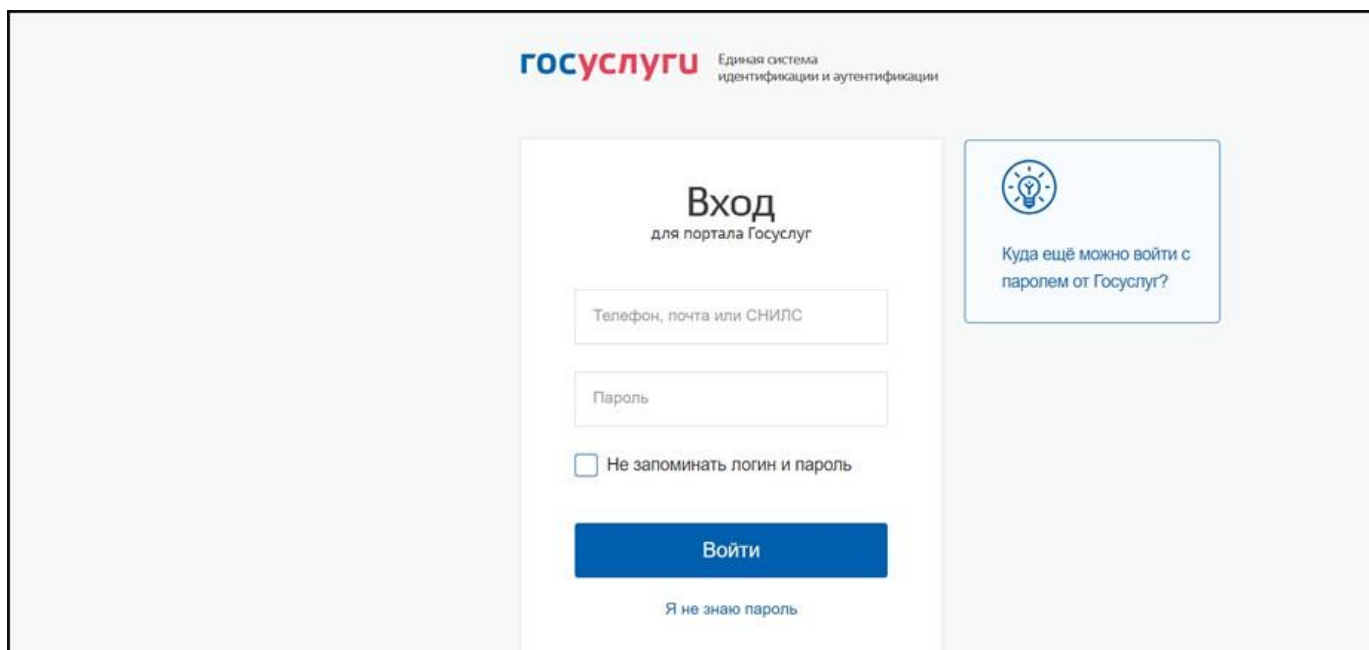 госуслуги
Единая система
идентификации и аутентификации
Вход
для портала Госуслуг
Телефон, почта или СНИЛС
Пароль
Не запоминать логин и пароль
Войти
Я не знаю пароль
Куда ещё можно войти с
паролем от Госуслуг?